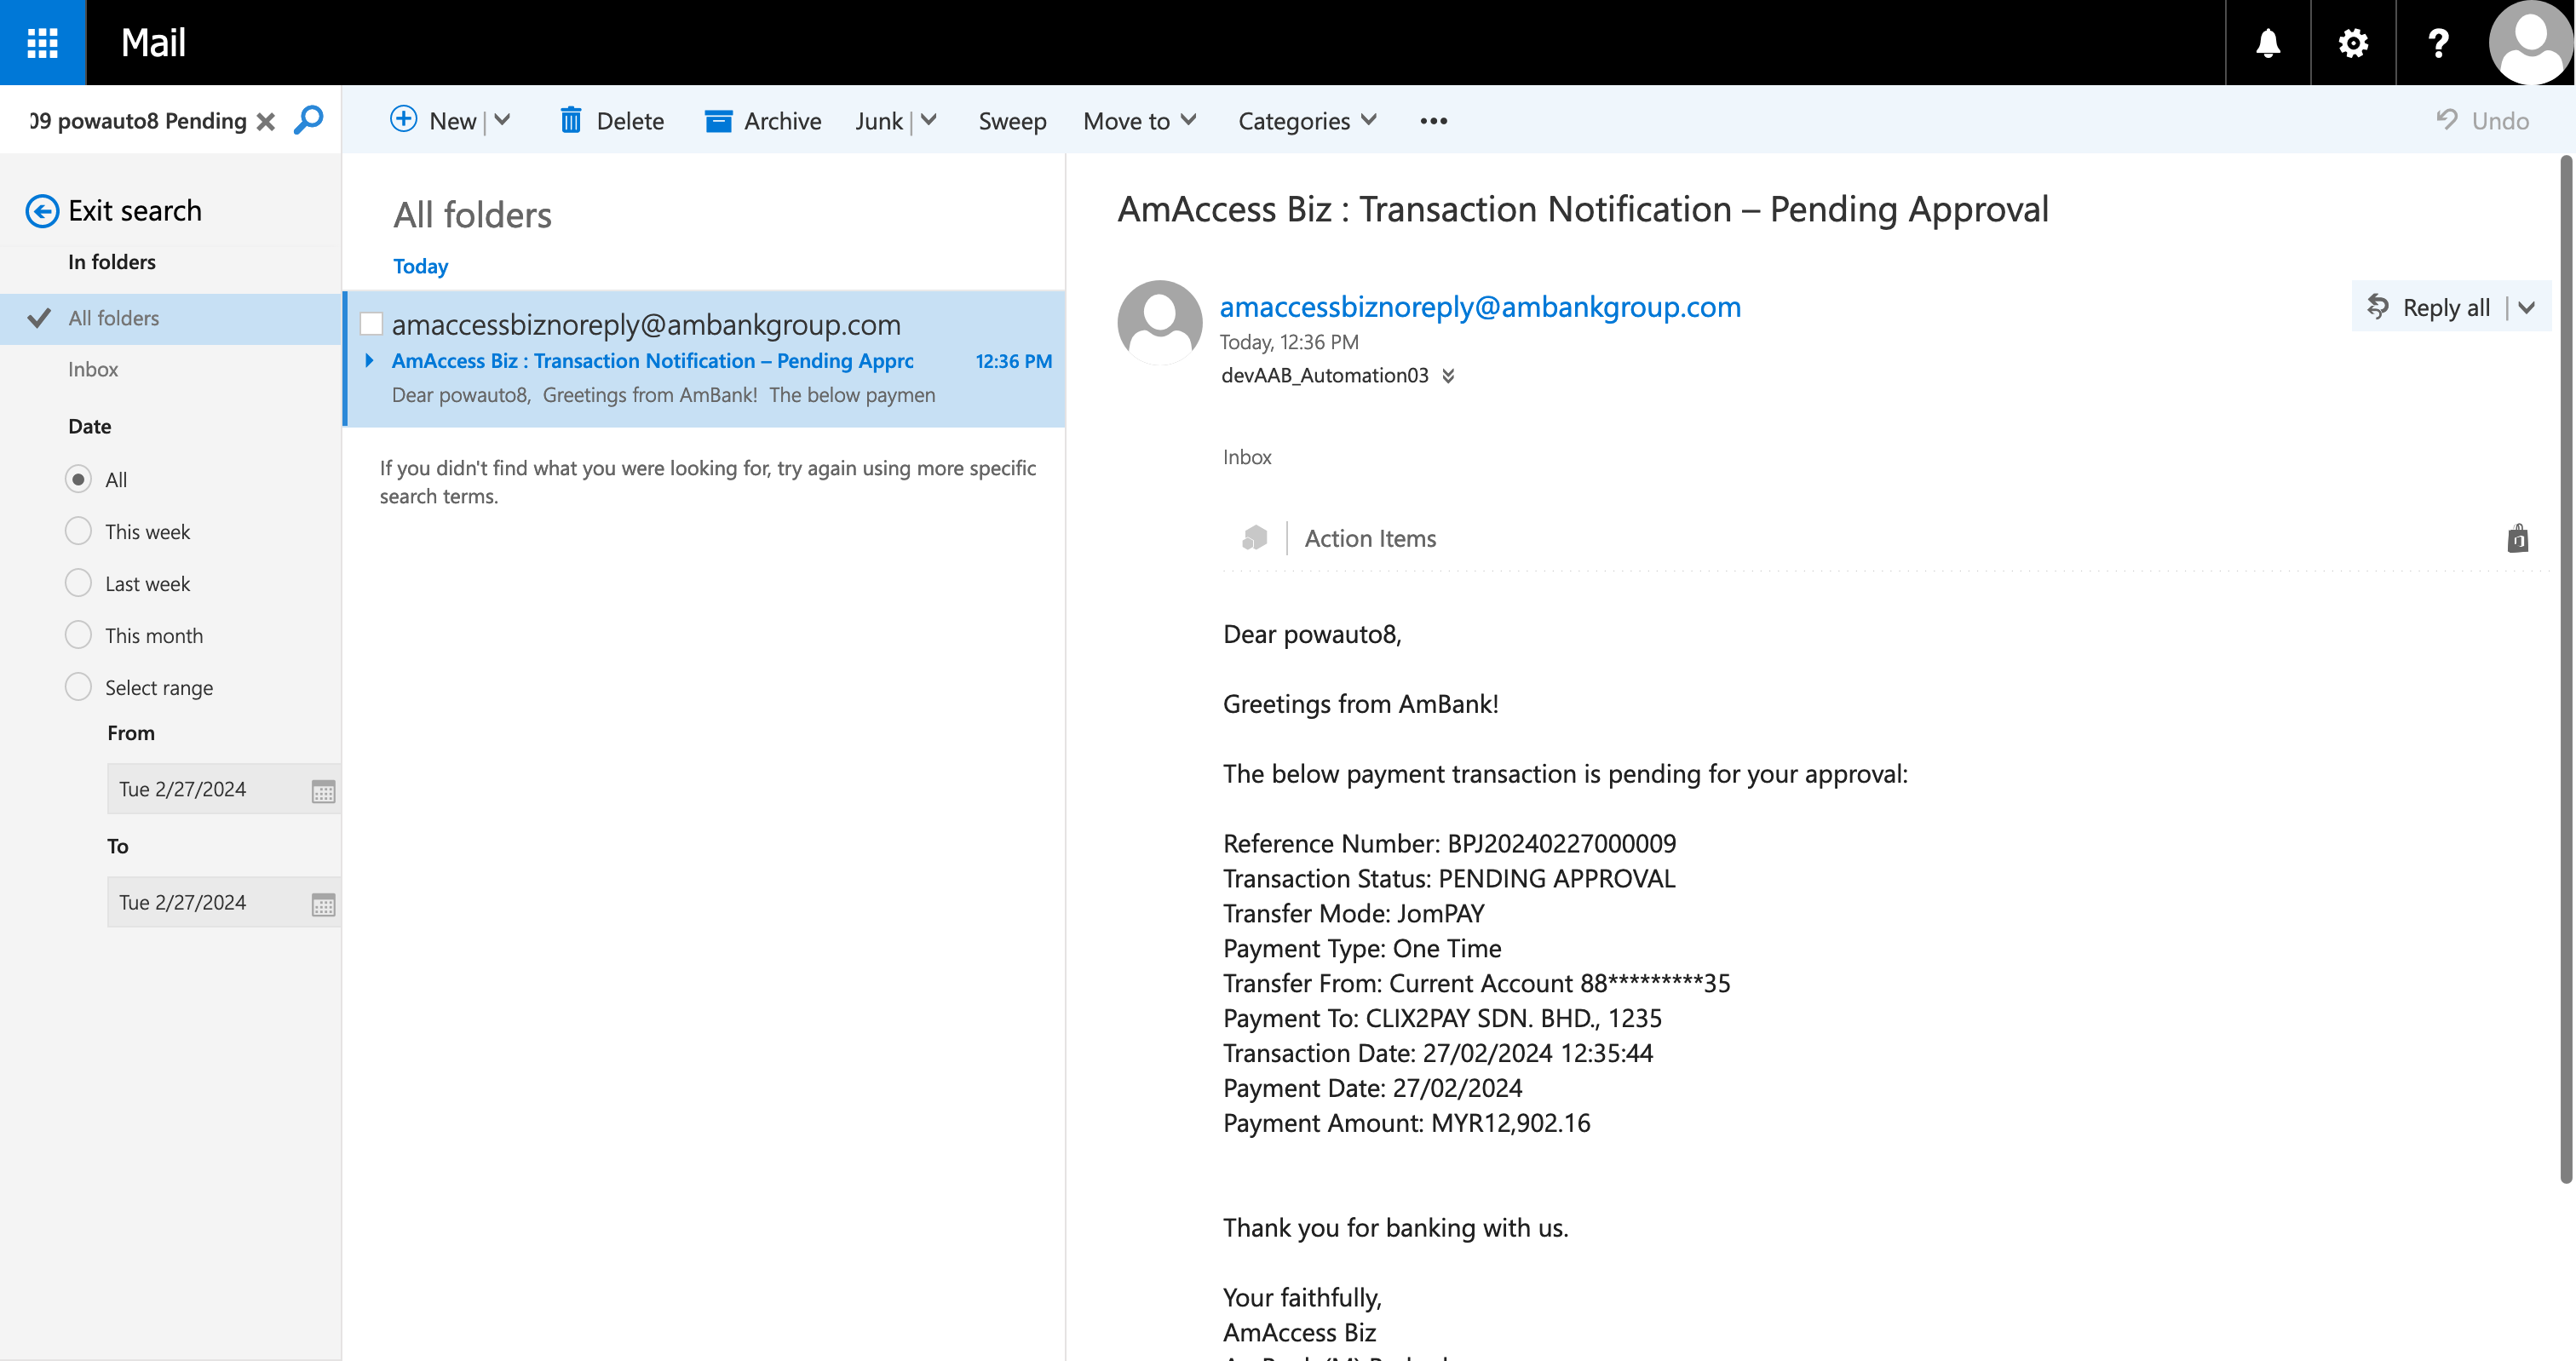 Mail
09 powauto8 Pending
New
Delete
Archive
Junk
Sweep
Move to
Categories
Undo
Exit search
In folders
All folders
Inbox
Date
All
This week
Last week
This month
Select range
From
Tue 2/27/2024
To
Tue 2/27/2024
All folders
Today
amaccessbiznoreply@ambankgroup.com
AmAccess Biz : Transaction Notification – Pending Appro 12:36 PM
Dear powauto8, Greetings from AmBank! The below paymen
If you didn't find what you were looking for, try again using more specific
search terms.
AmAccess Biz : Transaction Notification – Pending Approval
amaccessbiznoreply@ambankgroup.com
Reply all
Today, 12:36 PM
devAAB_Automation03
Inbox
Action Items
Dear powauto8,
Greetings from AmBank!
The below payment transaction is pending for your approval:
Reference Number: BPJ20240227000009
Transaction Status: PENDING APPROVAL
Transfer Mode: JomPAY
Payment Type: One Time
Transfer From: Current Account 88*********35
Payment To: CLIX2PAY SDN. BHD., 1235
Transaction Date: 27/02/2024 12:35:44
Payment Date: 27/02/2024
Payment Amount: MYR12,902.16
Thank you for banking with us.
Your faithfully,
AmAccess Biz